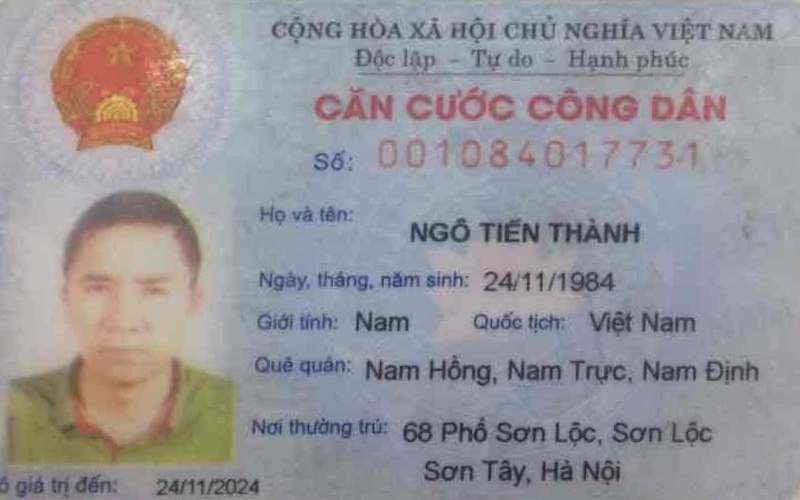 CỘNG HÒA XÃ HỘI CHỦ NGHĨA VIỆT NAM
Độc lập - Tự do - Hạnh phúc
CĂN CƯỚC CÔNG DÂN
Số: 001084017731
Họ và tên:
NGÔ TIẾN THÀNH
Ngày, tháng, năm sinh: 24/11/1984
Giới tính: Nam Quốc tịch: Việt Nam
Quê quán: Nam Hồng, Nam Trực, Nam Định
Nơi thường trú: 68 Phố Sơn Lộc, Sơn Lộc
Sơn Tây, Hà Nội
ó giá trị đến: 24/11/2024